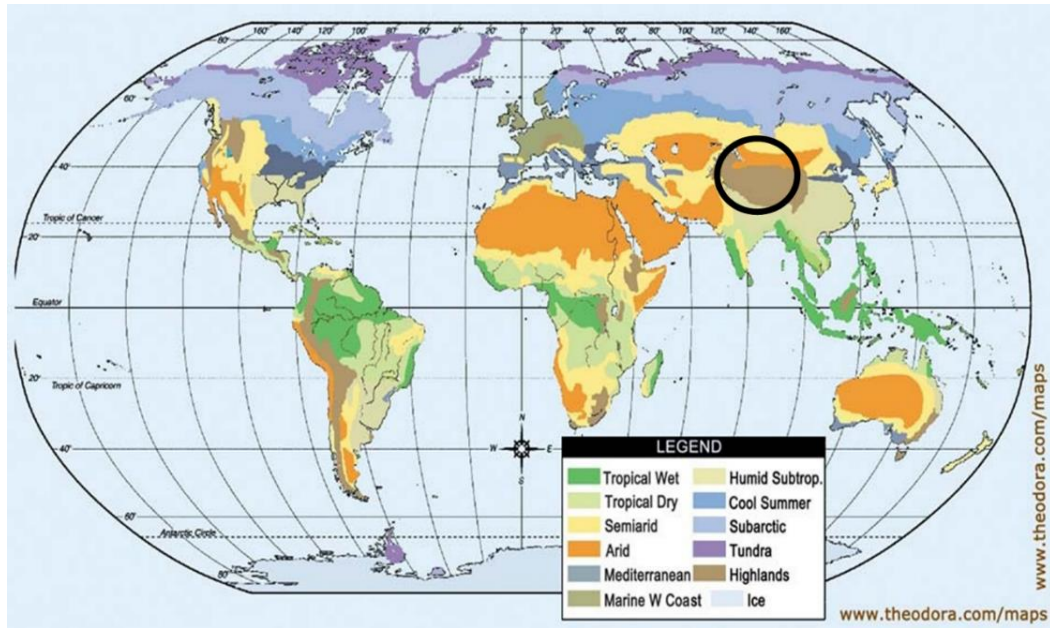 160° 140° 120° 100° 80° 60° 40° 20° 0° 20° 40° 60° 80° 100° 120° 140° 160°
80°
60°
40°
Tropic of Cancer
20°
Equator
0°
20°
Tropic of Capricorn
40°
60°
Antarctic Circle
80°
N
W E
S
LEGEND
Tropical Wet
Tropical Dry
Semiarid
Arid
Mediterranean
Marine W Coast
Humid Subtrop.
Cool Summer
Subarctic
Tundra
Highlands
Ice
www.theodora.com/maps
www.theodora.com/maps